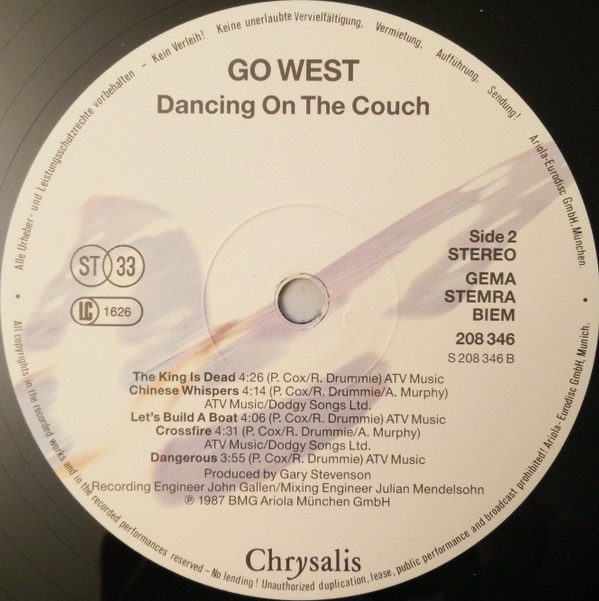 Alle Urheber- und Leistungsschutzrechte vorbehalten – Kein Verleih! Keine unerlaubte Vervielfältigung, Vermietung, Aufführung, Sendung!
GO WEST
Dancing On The Couch
Ariola-Eurodisc GmbH, München.
Side 2
STEREO
ST 33
GEMA
STEMRA
BIEM
LC 1626
208 346
S 208 346 B
The King Is Dead 4:26 (P. Cox/R. Drummie) ATV Music
Chinese Whispers 4:14 (P. Cox/R. Drummie/A. Murphy)
ATV Music/Dodgy Songs Ltd.
Let's Build A Boat 4:06 (P. Cox/R. Drummie) ATV Music
Crossfire 4:31 (P. Cox/R. Drummie/A. Murphy)
ATV Music/Dodgy Songs Ltd.
Dangerous 3:55 (P. Cox/R. Drummie) ATV Music
Produced by Gary Stevenson
Recording Engineer John Gallen/Mixing Engineer Julian Mendelsohn
℗ 1987 BMG Ariola München GmbH
Chrysalis
All copyrights in the recorded works and in the recorded performances reserved – No lending! Unauthorized duplication, lease, public performance and broadcast prohibited! Ariola-Eurodisc GmbH, Munich.